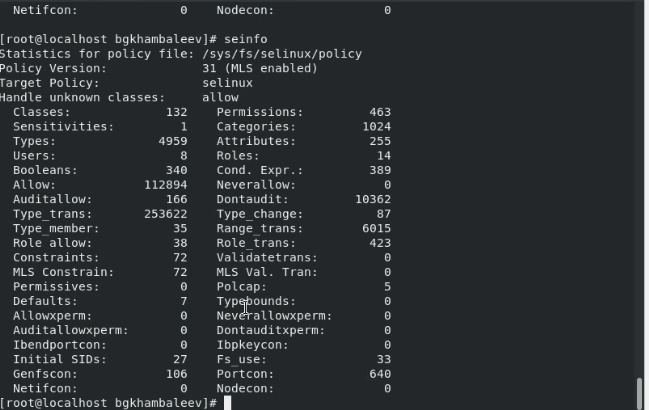 Netifcon: 0 Nodecon: 0
[root@localhost bgkhambaleev]# seinfo
Statistics for policy file: /sys/fs/selinux/policy
Policy Version: 31 (MLS enabled)
Target Policy: selinux
Handle unknown classes: allow
Classes: 132 Permissions: 463
Sensitivities: 1 Categories: 1024
Types: 4959 Attributes: 255
Users: 8 Roles: 14
Booleans: 340 Cond. Expr.: 389
Allow: 112894 Neverallow: 0
Auditallow: 166 Dontaudit: 10362
Type_trans: 253622 Type_change: 87
Type_member: 35 Range_trans: 6015
Role allow: 38 Role_trans: 423
Constraints: 72 Validatetrans: 0
MLS Constrain: 72 MLS Val. Tran: 0
Permissives: 0 Polcap: 5
Defaults: 7 Typebounds: 0
Allowxperm: 0 Neverallowxperm: 0
Auditallowxperm: 0 Dontauditxperm: 0
Ibendportcon: 0 Ibpkeycon: 0
Initial SIDs: 27 Fs_use: 33
Genfscon: 106 Portcon: 640
Netifcon: 0 Nodecon: 0
[root@localhost bgkhambaleev]#